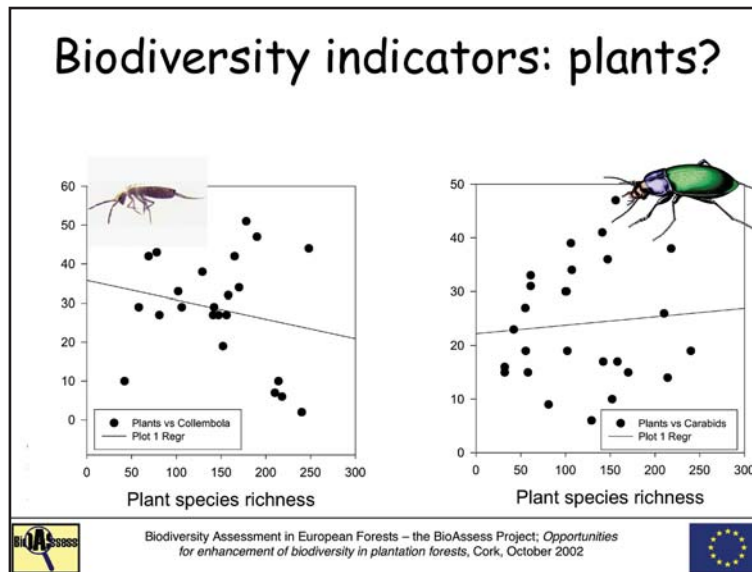 Biodiversity indicators: plants?
60
50
40
30
20
10
0
Plants vs Collembola
Plot 1 Regr
0 50 100 150 200 250 300
Plant species richness
50
40
30
20
10
0
Plants vs Carabids
Plot 1 Regr
0 50 100 150 200 250 300
Plant species richness
BioAssess
Biodiversity Assessment in European Forests – the BioAssess Project; Opportunities
for enhancement of biodiversity in plantation forests, Cork, October 2002